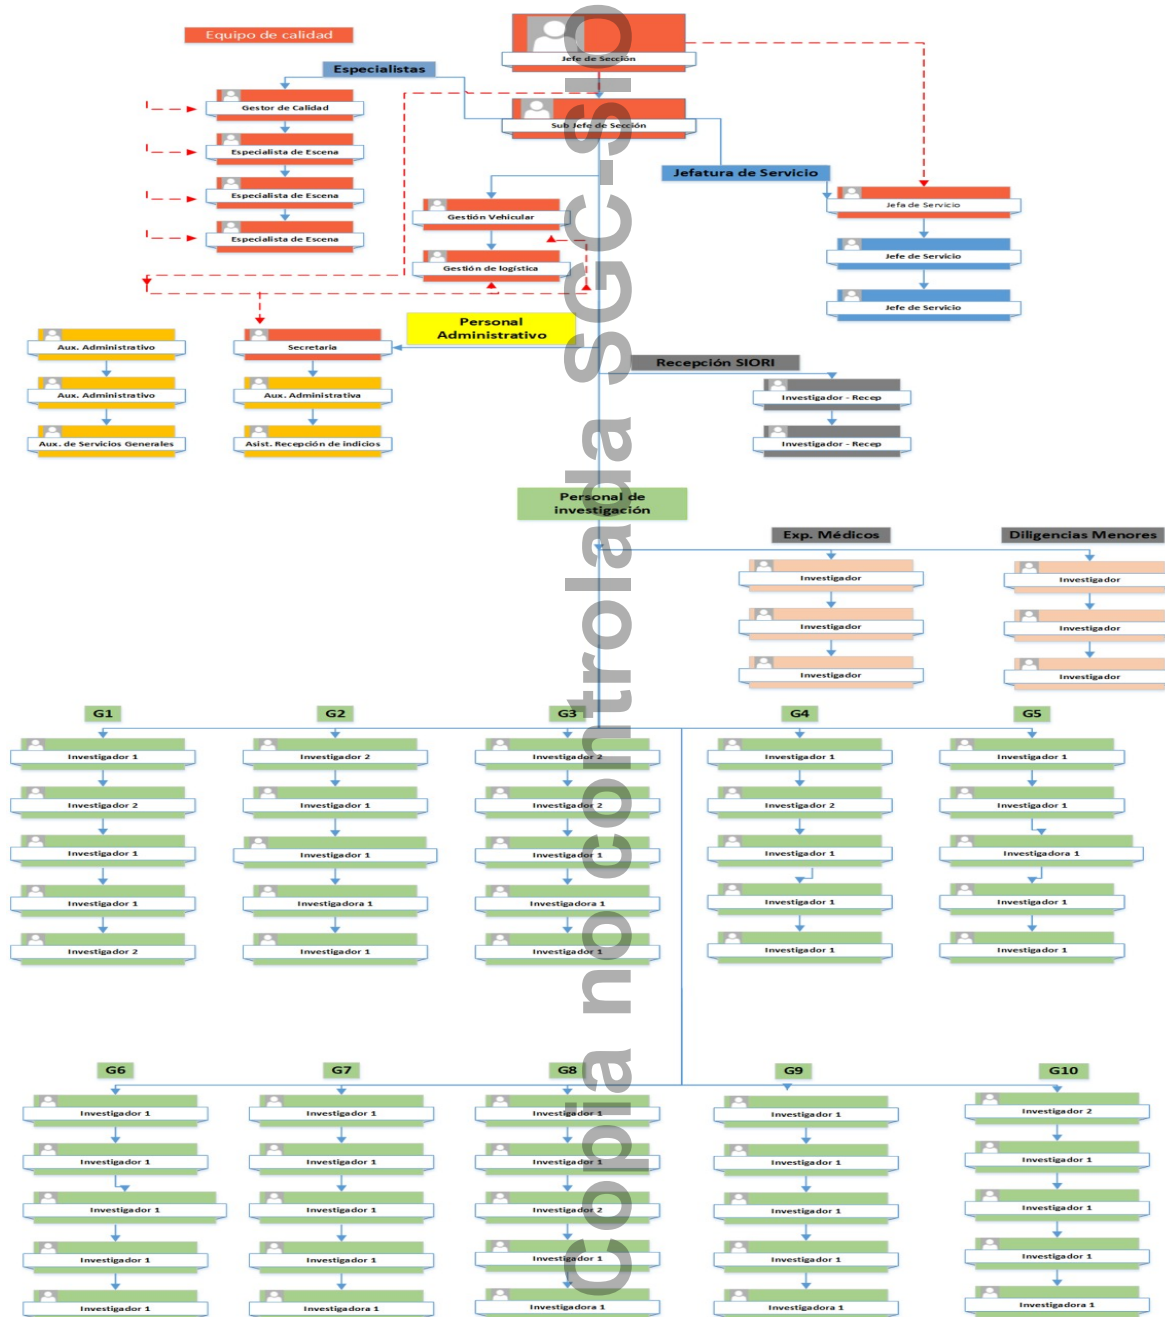 Equipo de calidad
Jefe de Sección
Especialistas
Gestor de Calidad
Sub Jefe de Sección
Especialista de Escena
Jefatura de Servicio
Especialista de Escena
Jefa de Servicio
Gestión Vehicular
Especialista de Escena
Jefe de Servicio
Gestión de logística
Jefe de Servicio
Personal
Administrativo
Aux. Administrativo
Secretaria
Recepción SIORI
Aux. Administrativo
Aux. Administrativa
Investigador - Recep
Aux. de Servicios Generales
Asist. Recepción de indicios
Investigador - Recep
Personal de
investigación
Exp. Médicos
Diligencias Menores
Investigador
Investigador
Investigador
Investigador
Investigador
Investigador
G1
G2
G3
G4
G5
Investigador 1
Investigador 2
Investigador 2
Investigador 1
Investigador 1
Investigador 2
Investigador 1
Investigador 2
Investigador 2
Investigador 1
Investigador 1
Investigador 1
Investigador 1
Investigador 1
Investigadora 1
Investigador 1
Investigadora 1
Investigadora 1
Investigador 1
Investigador 1
Investigador 2
Investigador 1
Investigador 1
Investigador 1
Investigador 1
G6
G7
G8
G9
G10
Investigador 1
Investigador 1
Investigador 1
Investigador 1
Investigador 2
Investigador 1
Investigador 1
Investigador 1
Investigador 1
Investigador 1
Investigador 1
Investigador 1
Investigador 2
Investigador 1
Investigador 1
Investigador 1
Investigador 1
Investigador 1
Investigador 1
Investigador 1
Investigador 1
Investigadora 1
Investigadora 1
Investigadora 1
Investigadora 1
Copia no controlada SGC-SIO